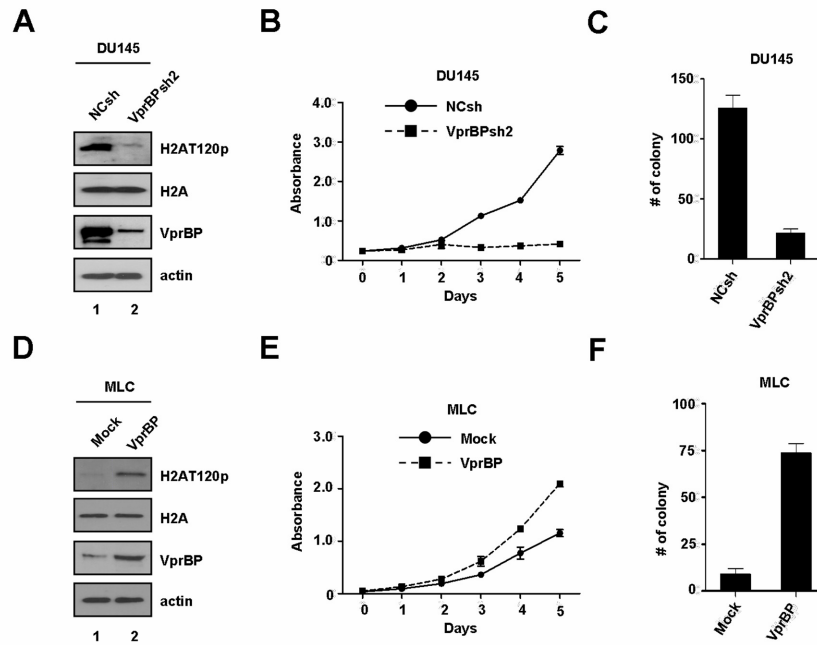 A
DU145
NCsh
VprBPsh2
H2AT120p
H2A
VprBP
actin
1 2
B
DU145
NCsh
VprBPsh2
Absorbance
4.0
3.0
2.0
1.0
0
0 1 2 3 4 5
Days
C
DU145
# of colony
150
100
50
0
NCsh
VprBPsh2
D
MLC
Mock
VprBP
H2AT120p
H2A
VprBP
actin
1 2
E
MLC
Mock
VprBP
Absorbance
3.0
2.0
1.0
0
0 1 2 3 4 5
Days
F
MLC
# of colony
100
75
50
25
0
Mock
VprBP